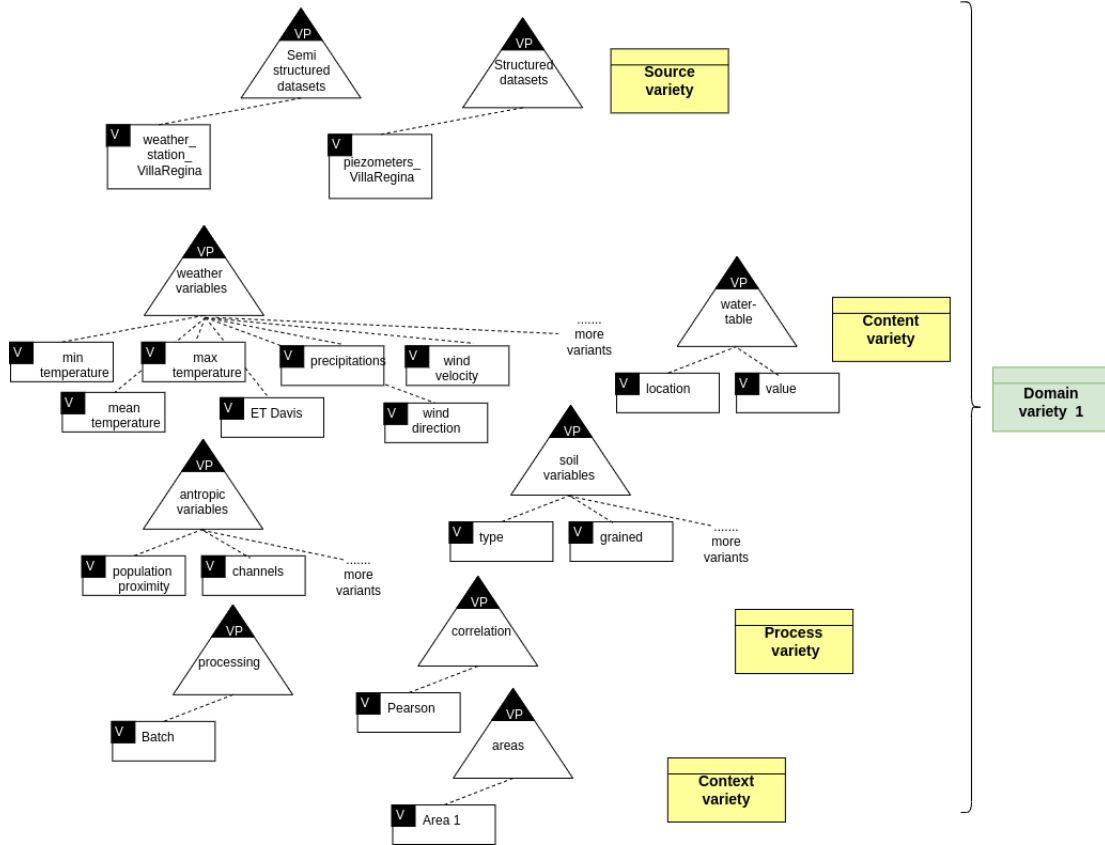 VP
Semi
structured
datasets
VP
Structured
datasets
Source
variety
V
weather_
station_
VillaRegina
V
piezometers_
VillaRegina
VP
weather
variables
VP
water-
table
Content
variety
.......
more
variants
V
min
temperature
V
max
temperature
V
precipitations
V
wind
velocity
V
location
V
value
V
mean
temperature
V
ET Davis
V
wind
direction
Domain
variety 1
VP
antropic
variables
VP
soil
variables
V
type
V
grained
.......
more
variants
V
population
proximity
V
channels
.......
more
variants
VP
processing
VP
correlation
Process
variety
V
Batch
V
Pearson
VP
areas
Context
variety
V
Area 1